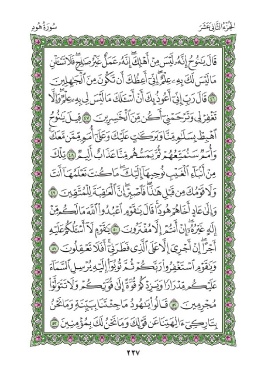 الجزء الثاني عشر
سورة هود
قَالَ يَٰنُوحُ إِنَّهُۥ لَيْسَ مِنْ أَهْلِكَ إِنَّهُۥ عَمَلٌ غَيْرُ صَٰلِحٍ فَلَا تَسْـَٔلْنِ
مَا لَيْسَ لَكَ بِهِۦ عِلْمٌ إِنِّىٓ أَعِظُكَ أَن تَكُونَ مِنَ ٱلْجَٰهِلِينَ
٤٦ قَالَ رَبِّ إِنِّىٓ أَعُوذُ بِكَ أَنْ أَسْـَٔلَكَ مَا لَيْسَ لِى بِهِۦ عِلْمٌ وَإِلَّا
تَغْفِرْ لِى وَتَرْحَمْنِىٓ أَكُن مِّنَ ٱلْخَٰسِرِينَ ٤٧ قِيلَ يَٰنُوحُ
ٱهْبِطْ بِسَلَٰمٍ مِّنَّا وَبَرَكَٰتٍ عَلَيْكَ وَعَلَىٰٓ أُمَمٍ مِّمَّن مَّعَكَ
وَأُمَمٌ سَنُمَتِّعُهُمْ ثُمَّ يَمَسُّهُم مِّنَّا عَذَابٌ أَلِيمٌ ٤٨ تِلْكَ
مِنْ أَنۢبَآءِ ٱلْغَيْبِ نُوحِيهَآ إِلَيْكَ مَا كُنتَ تَعْلَمُهَآ أَنتَ
وَلَا قَوْمُكَ مِن قَبْلِ هَٰذَا فَٱصْبِرْ إِنَّ ٱلْعَٰقِبَةَ لِلْمُتَّقِينَ ٤٩
وَإِلَىٰ عَادٍ أَخَاهُمْ هُودًا قَالَ يَٰقَوْمِ ٱعْبُدُوا۟ ٱللَّهَ مَا لَكُم مِّنْ
إِلَٰهٍ غَيْرُهُۥٓ إِنْ أَنتُمْ إِلَّا مُفْتَرُونَ ٥٠ يَٰقَوْمِ لَآ أَسْـَٔلُكُمْ عَلَيْهِ
أَجْرًا إِنْ أَجْرِىَ إِلَّا عَلَى ٱلَّذِى فَطَرَنِىٓ أَفَلَا تَعْقِلُونَ ٥١
وَيَٰقَوْمِ ٱسْتَغْفِرُوا۟ رَبَّكُمْ ثُمَّ تُوبُوٓا۟ إِلَيْهِ يُرْسِلِ ٱلسَّمَآءَ
عَلَيْكُم مِّدْرَارًا وَيَزِدْكُمْ قُوَّةً إِلَىٰ قُوَّتِكُمْ وَلَا تَتَوَلَّوْا۟
مُجْرِمِينَ ٥٢ قَالُوا۟ يَٰهُودُ مَا جِئْتَنَا بِبَيِّنَةٍ وَمَا نَحْنُ
بِتَارِكِىٓ ءَالِهَتِنَا عَن قَوْلِكَ وَمَا نَحْنُ لَكَ بِمُؤْمِنِينَ ٥٣
٢٢٧